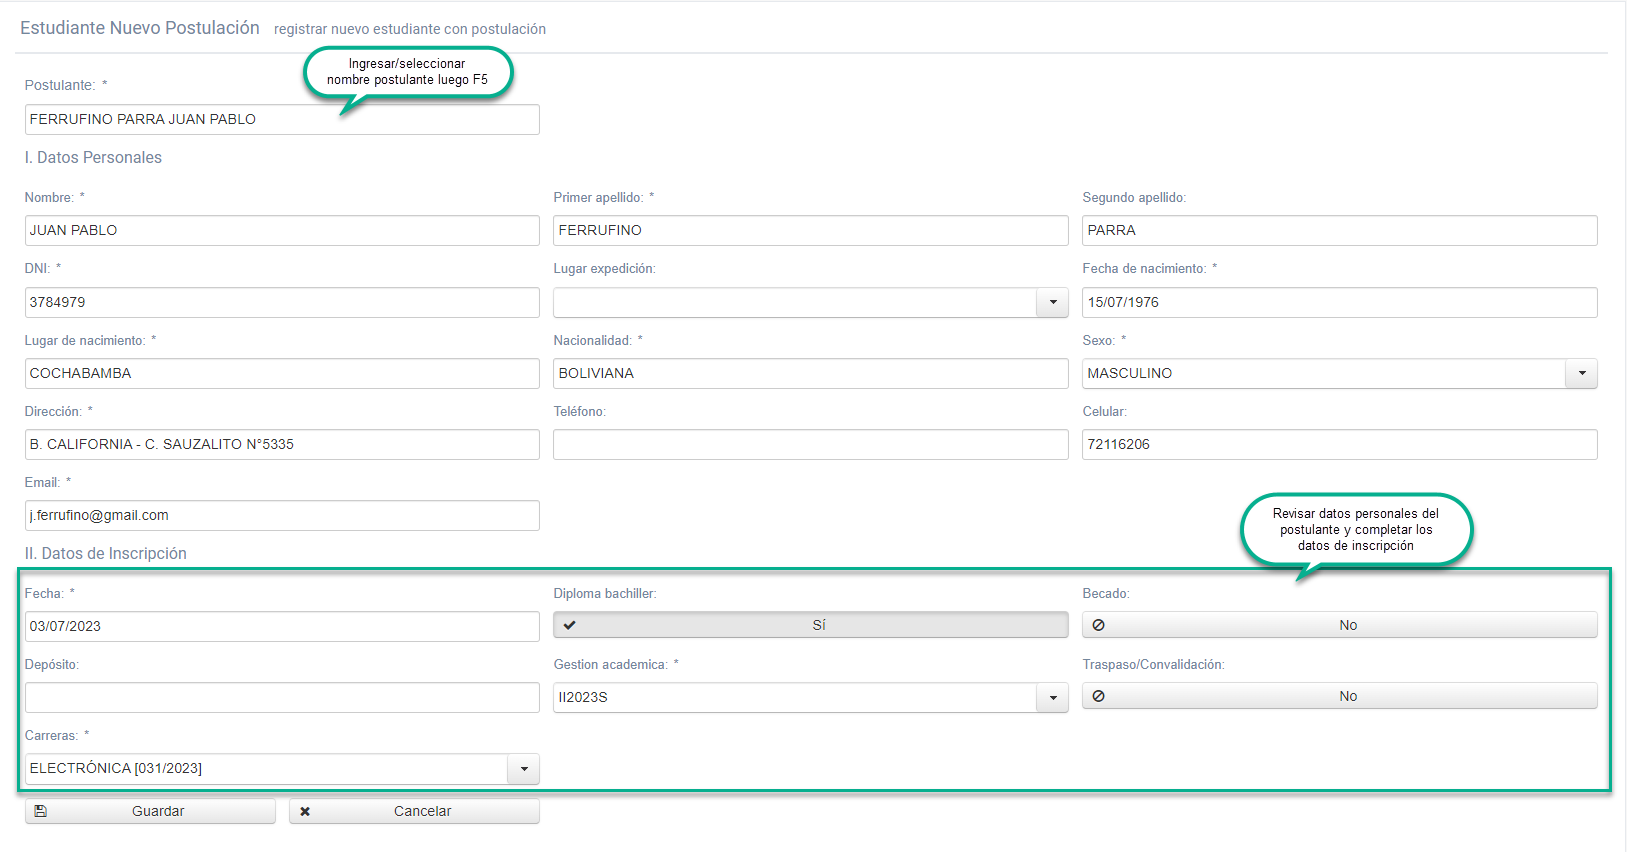 Estudiante Nuevo Postulación registrar nuevo estudiante con postulación
Ingresar/seleccionar
nombre postulante luego F5
Postulante: *
FERRUFINO PARRA JUAN PABLO
I. Datos Personales
Nombre: * Primer apellido: * Segundo apellido:
JUAN PABLO FERRUFINO PARRA
DNI: * Lugar expedición: Fecha de nacimiento: *
3784979 15/07/1976
Lugar de nacimiento: * Nacionalidad: * Sexo: *
COCHABAMBA BOLIVIANA MASCULINO
Dirección: * Teléfono: Celular:
B. CALIFORNIA - C. SAUZALITO N°5335 72116206
Email: *
j.ferrufino@gmail.com
Revisar datos personales del
postulante y completar los
datos de inscripción
II. Datos de Inscripción
Fecha: * Diploma bachiller: Becado:
03/07/2023 Sí No
Depósito: Gestion academica: * Traspaso/Convalidación:
II2023S No
Carreras: *
ELECTRÓNICA [031/2023]
Guardar Cancelar